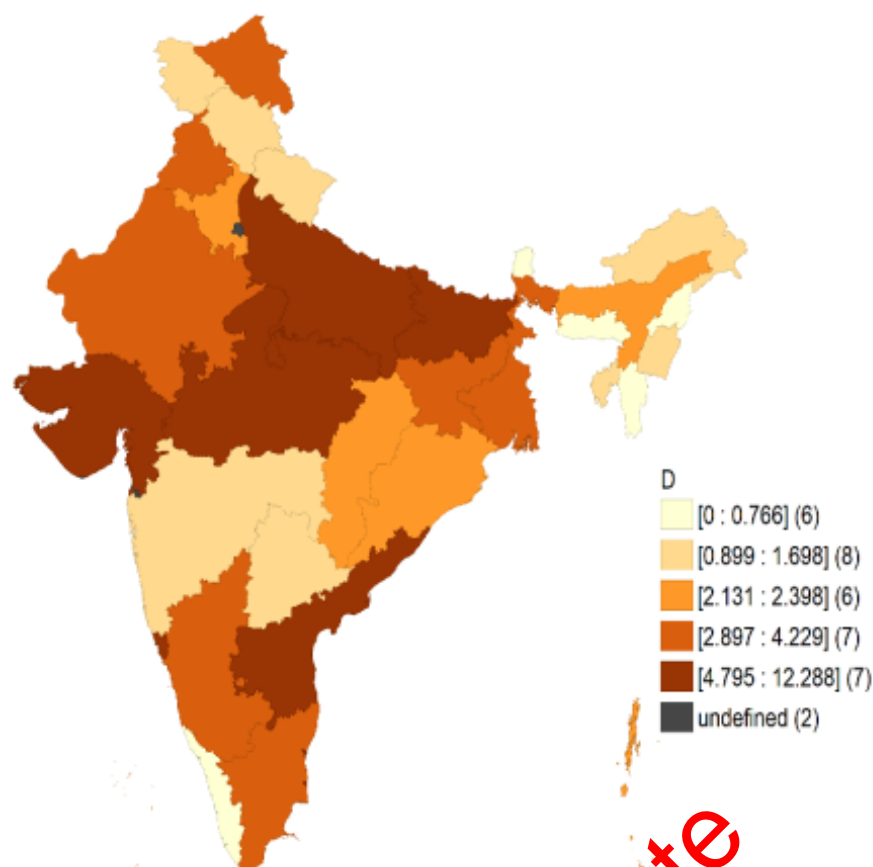 D
[0 : 0.766] (6)
[0.899 : 1.698] (8)
[2.131 : 2.398] (6)
[2.897 : 4.229] (7)
[4.795 : 12.288] (7)
undefined (2)
te